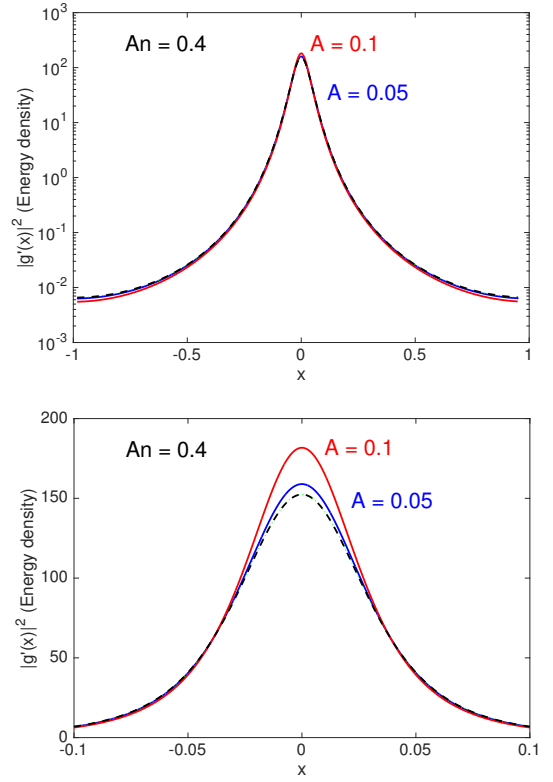 10^3
An = 0.4
A = 0.1
10^2
A = 0.05
10^1
10^0
10^-1
10^-2
10^-3
|g'(x)|^2 (Energy density)
-1
-0.5
0
0.5
1
x
200
An = 0.4
A = 0.1
150
A = 0.05
100
50
0
|g'(x)|^2 (Energy density)
-0.1
-0.05
0
0.05
0.1
x